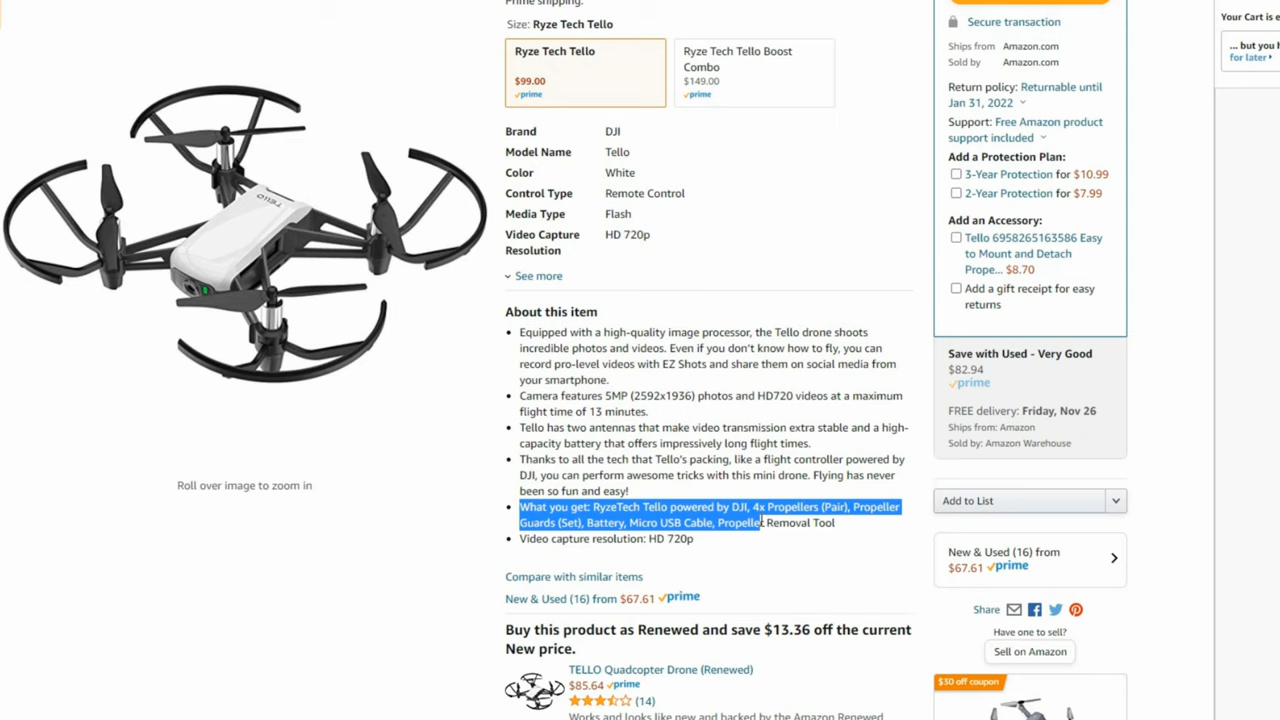 Prime shipping.
Size: Ryze Tech Tello
Ryze Tech Tello
$99.00
prime
Ryze Tech Tello Boost
Combo
$149.00
prime
Brand DJI
Model Name Tello
Color White
Control Type Remote Control
Media Type Flash
Video Capture HD 720p
Resolution
See more
TELLO
Roll over image to zoom in
About this item
• Equipped with a high-quality image processor, the Tello drone shoots
incredible photos and videos. Even if you don't know how to fly, you can
record pro-level videos with EZ Shots and share them on social media from
your smartphone.
• Camera features 5MP (2592x1936) photos and HD720 videos at a maximum
flight time of 13 minutes.
• Tello has two antennas that make video transmission extra stable and a high-
capacity battery that offers impressively long flight times.
• Thanks to all the tech that Tello's packing, like a flight controller powered by
DJI, you can perform awesome tricks with this mini drone. Flying has never
been so fun and easy!
• What you get: RyzeTech Tello powered by DJI, 4x Propellers (Pair), Propeller
Guards (Set), Battery, Micro USB Cable, Propeller Removal Tool
• Video capture resolution: HD 720p
Compare with similar items
New & Used (16) from $67.61 prime
Buy this product as Renewed and save $13.36 off the current
New price.
TELLO Quadcopter Drone (Renewed)
$85.64 prime
(14)
Works and looks like new and backed by the Amazon Renewed
Secure transaction
Ships from Amazon.com
Sold by Amazon.com
Return policy: Returnable until
Jan 31, 2022
Support: Free Amazon product
support included
Add a Protection Plan:
3-Year Protection for $10.99
2-Year Protection for $7.99
Add an Accessory:
Tello 6958265163586 Easy
to Mount and Detach
Prope... $8.70
Add a gift receipt for easy
returns
Save with Used - Very Good
$82.94
prime
FREE delivery: Friday, Nov 26
Ships from: Amazon
Sold by: Amazon Warehouse
Add to List
New & Used (16) from
$67.61 prime
Share
Have one to sell?
Sell on Amazon
$30 off coupon
Your Cart is e
... but you h
for later